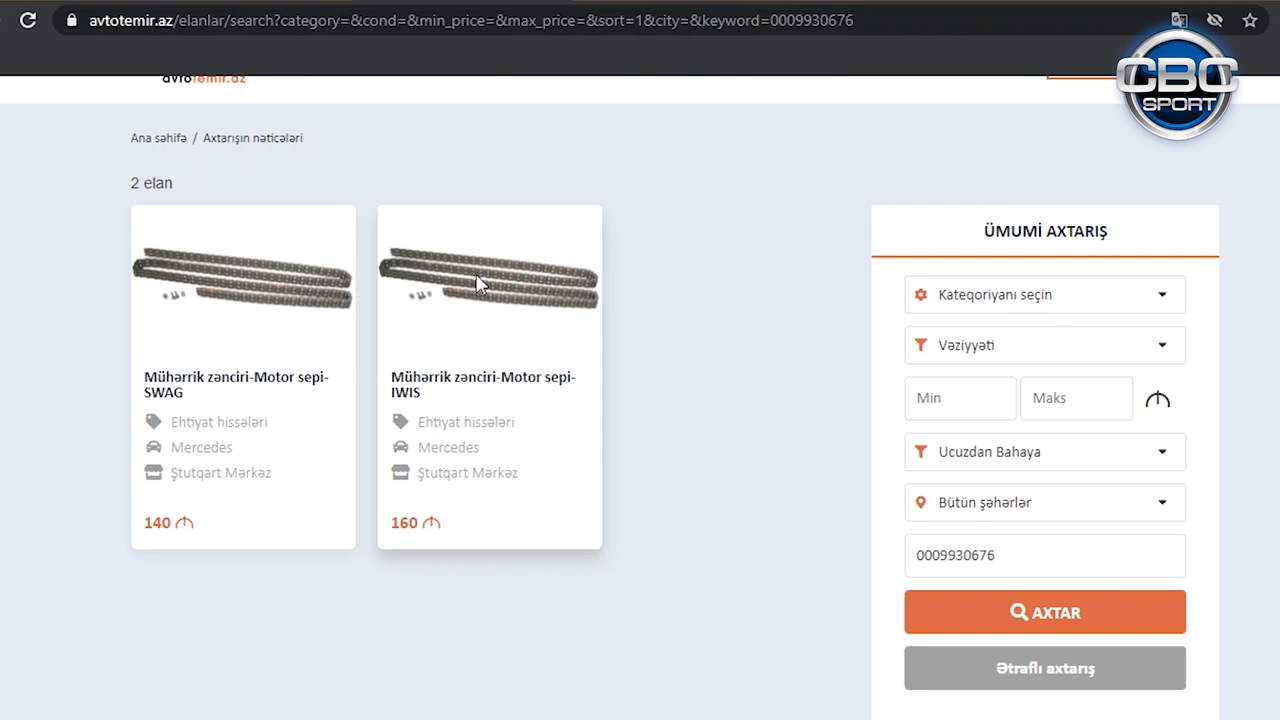 avtotemir.az/elanlar/search?category=&cond=&min_price=&max_price=&sort=1&city=&keyword=0009930676
CBC
SPORT
avtotemir.az
Ana səhifə / Axtarışın nəticələri
2 elan
Mühərrik zənciri-Motor sepi-
SWAG
Ehtiyat hissələri
Mercedes
Ştutqart Mərkəz
140 ₼
Mühərrik zənciri-Motor sepi-
IWIS
Ehtiyat hissələri
Mercedes
Ştutqart Mərkəz
160 ₼
ÜMUMİ AXTARIŞ
Kateqoriyanı seçin
Vəziyyəti
Min
Maks
₼
Ucuzdan Bahaya
Bütün şəhərlər
0009930676
AXTAR
Ətraflı axtarış